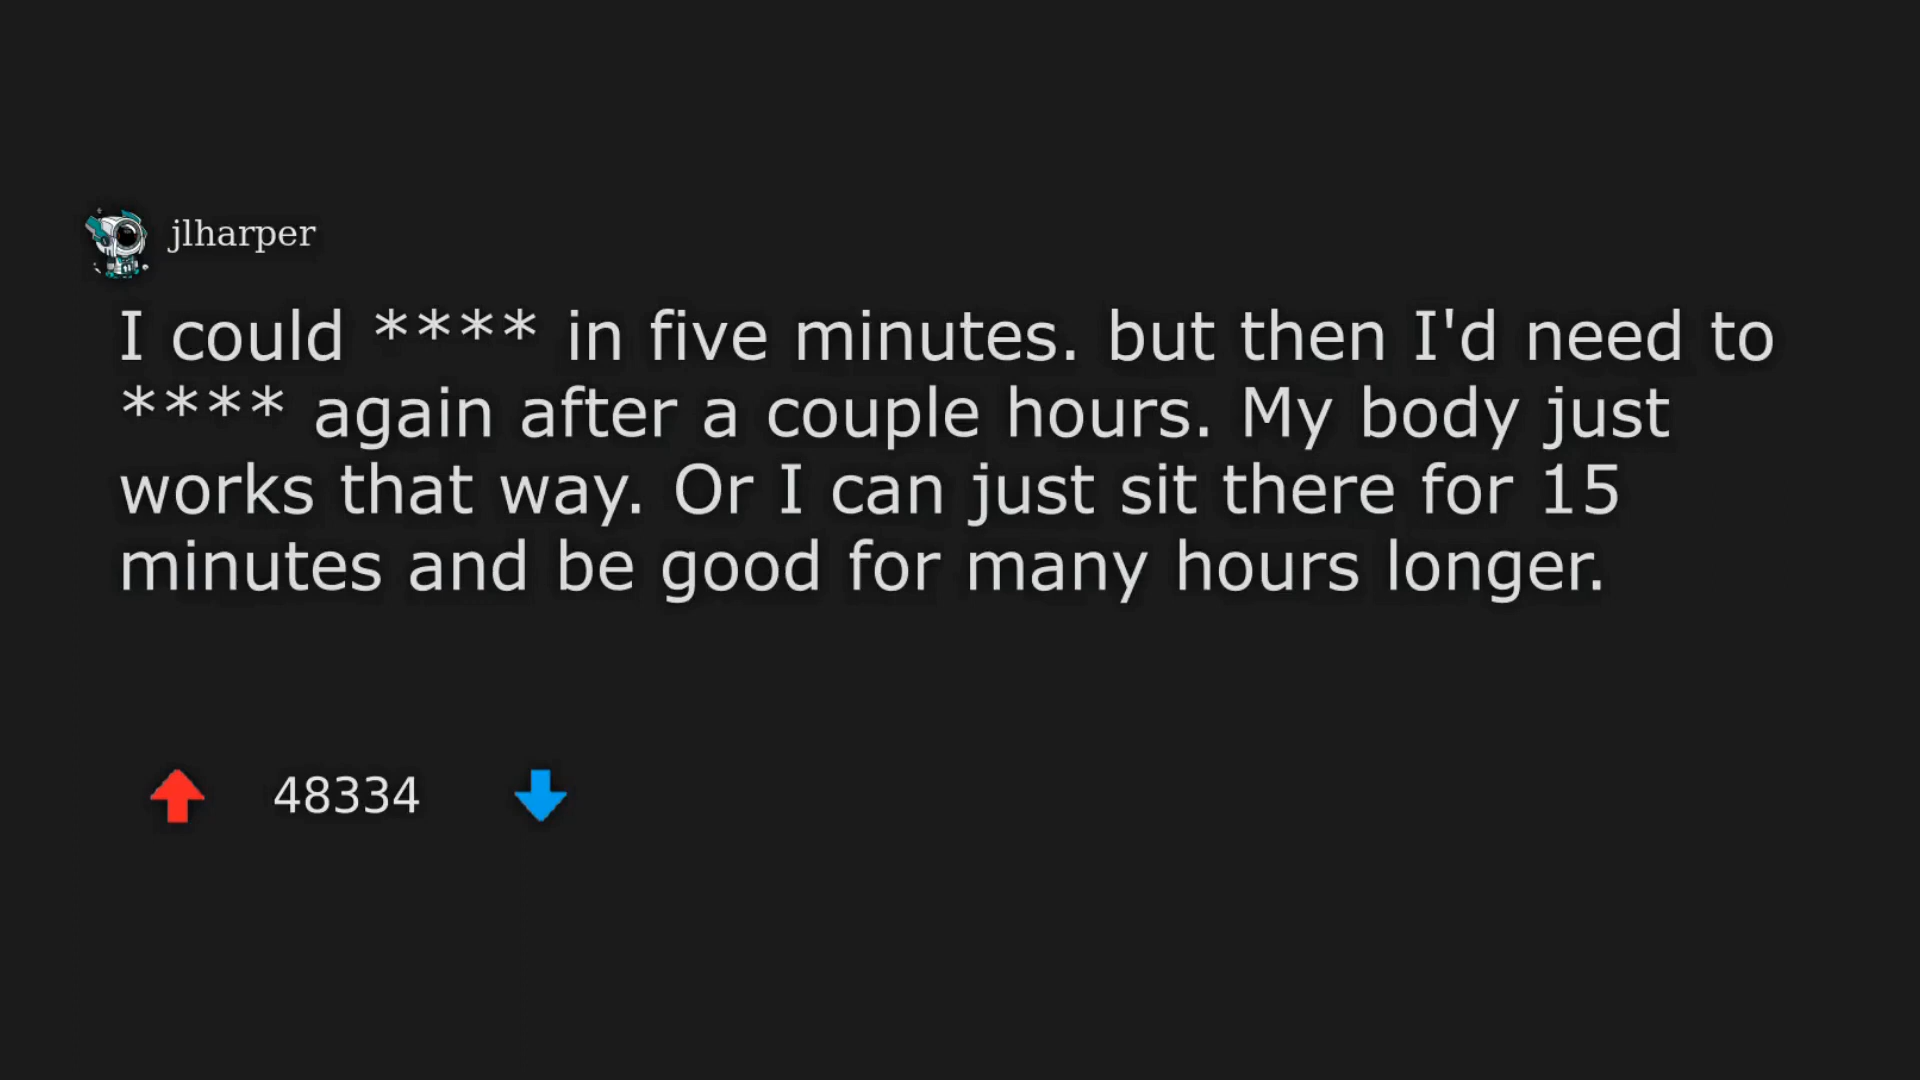 jlharper
I could **** in five minutes. but then I'd need to
**** again after a couple hours. My body just
works that way. Or I can just sit there for 15
minutes and be good for many hours longer.
48334